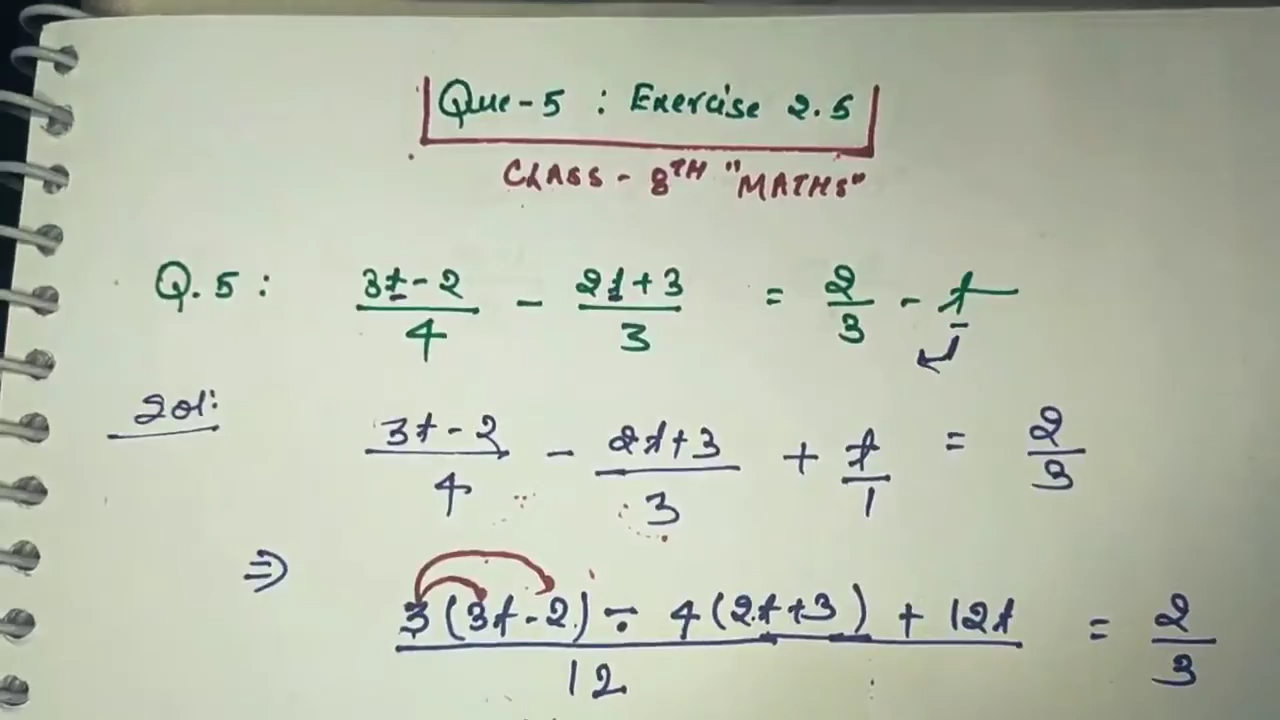 Que-5 : Exercise 2.5
CLASS - 8TH "MATHS"
Q.5 : (3t-2)/4 - (2t+3)/3 = 2/3 - t
Sol: (3t-2)/4 - (2t+3)/3 + t/1 = 2/3
⇒ (3(3t-2) - 4(2t+3) + 12t)/12 = 2/3